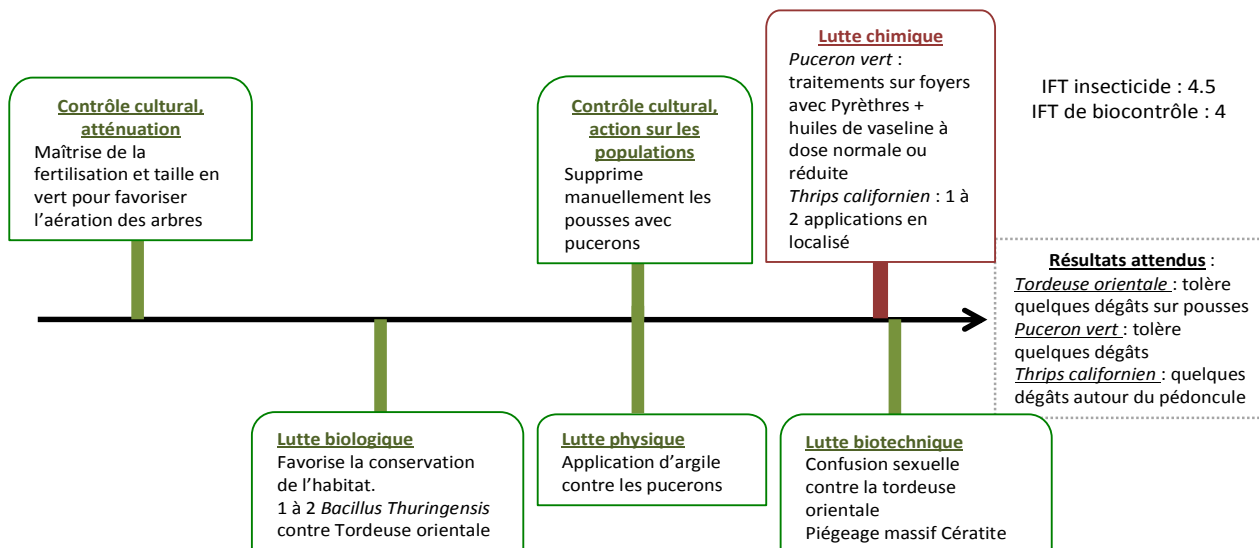 Contrôle cultural,
atténuation
Maîtrise de la
fertilisation et taille en
vert pour favoriser
l’aération des arbres
Contrôle cultural,
action sur les
populations
Supprime
manuellement les
pousses avec
pucerons
Lutte chimique
Puceron vert :
traitements sur foyers
avec Pyrèthres +
huiles de vaseline à
dose normale ou
réduite
Thrips californien : 1 à
2 applications en
localisé
IFT insecticide : 4.5
IFT de biocontrôle : 4
Résultats attendus :
Tordeuse orientale : tolère
quelques dégâts sur pousses
Puceron vert : tolère
quelques dégâts
Thrips californien : quelques
dégâts autour du pédoncule
Lutte biologique
Favorise la conservation
de l’habitat.
1 à 2 Bacillus Thuringensis
contre Tordeuse orientale
Lutte physique
Application d’argile
contre les pucerons
Lutte biotechnique
Confusion sexuelle
contre la tordeuse
orientale
Piégeage massif Cératite